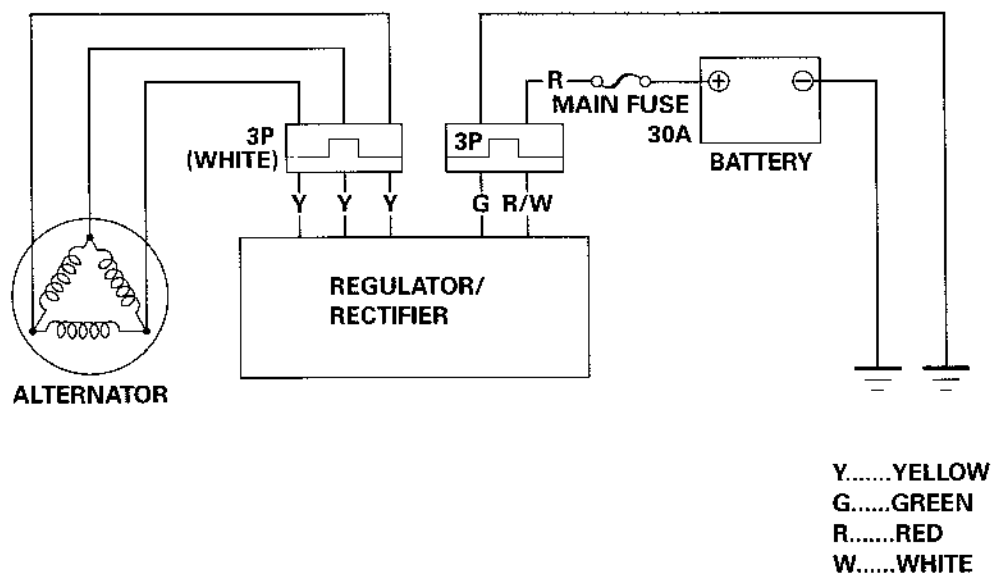 R
MAIN FUSE
30A
+
−
BATTERY
3P
(WHITE)
3P
Y Y Y
G R/W
REGULATOR/
RECTIFIER
ALTERNATOR
Y.......YELLOW
G......GREEN
R.......RED
W......WHITE